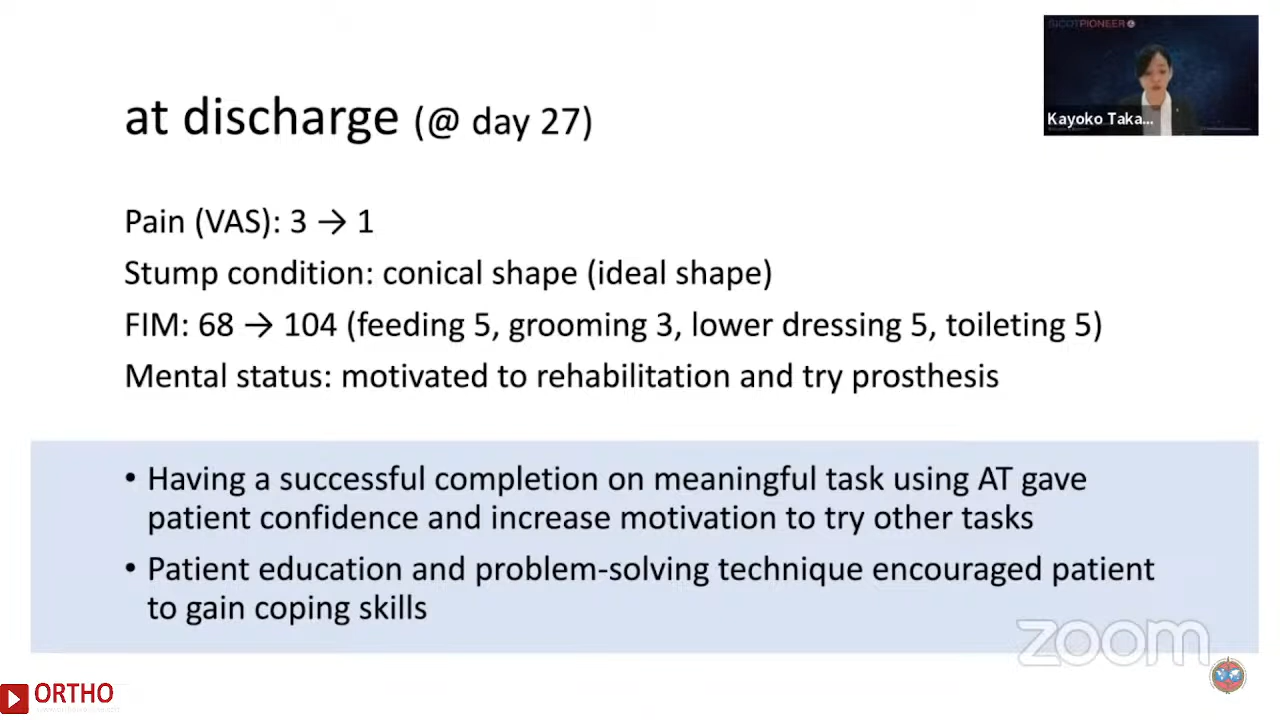 SICOTPIONEER
Kayoko Taka...
at discharge (@ day 27)
Pain (VAS): 3 → 1
Stump condition: conical shape (ideal shape)
FIM: 68 → 104 (feeding 5, grooming 3, lower dressing 5, toileting 5)
Mental status: motivated to rehabilitation and try prosthesis
• Having a successful completion on meaningful task using AT gave
patient confidence and increase motivation to try other tasks
• Patient education and problem-solving technique encouraged patient
to gain coping skills
zoom
ORTHO